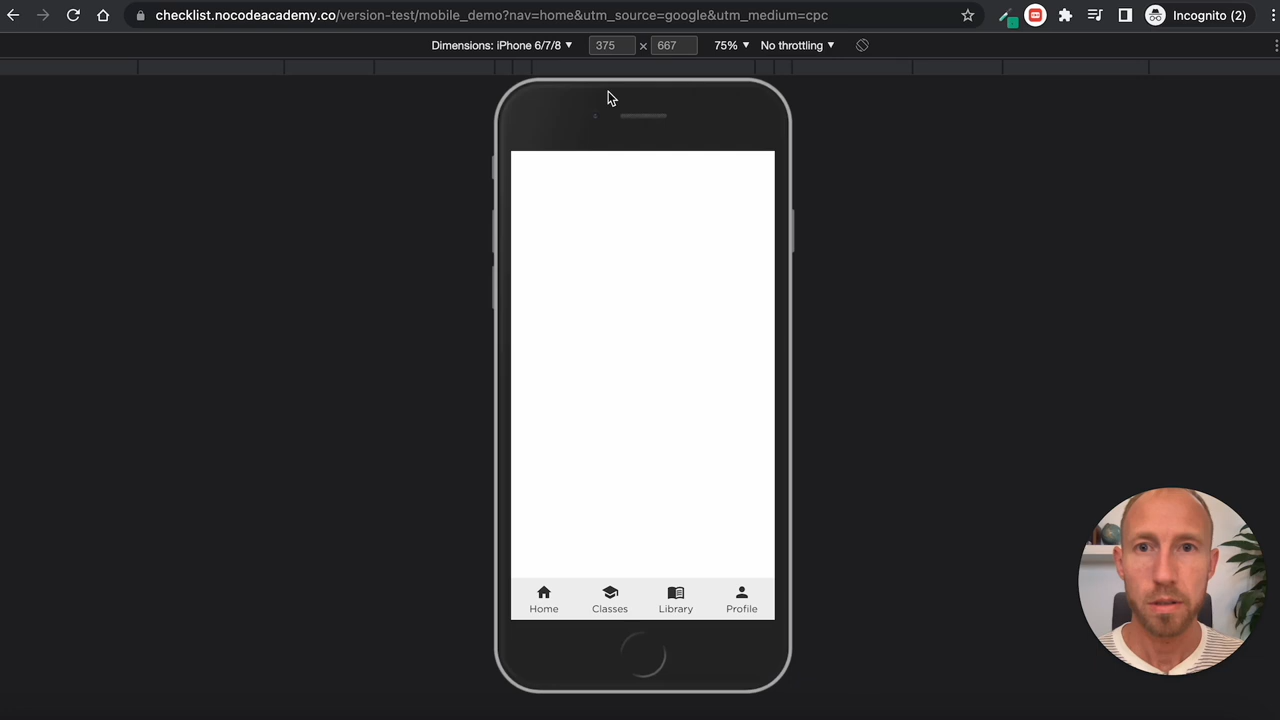 checklist.nocodeacademy.co/version-test/mobile_demo?nav=home&utm_source=google&utm_medium=cpc
Incognito (2)
Dimensions: iPhone 6/7/8 ▼ 375 × 667 75% ▼ No throttling ▼
Home Classes Library Profile